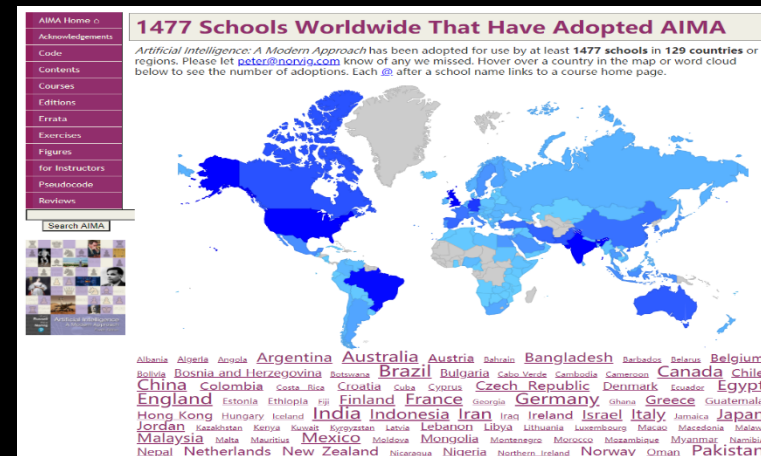 AIMA Home ⌂
Acknowledgements
Code
Contents
Courses
Editions
Errata
Exercises
Figures
for Instructors
Pseudocode
Reviews
Search AIMA
Artificial Intelligence
1477 Schools Worldwide That Have Adopted AIMA
Artificial Intelligence: A Modern Approach has been adopted for use by at least 1477 schools in 129 countries or
regions. Please let peter@norvig.com know of any we missed. Hover over a country in the map or word cloud
below to see the number of adoptions. Each @ after a school name links to a course home page.
Albania Algeria Angola Argentina Australia Austria Bahrain Bangladesh Barbados Belarus Belgium
Bolivia Bosnia and Herzegovina Botswana Brazil Bulgaria Cabo Verde Cambodia Cameroon Canada Chile
China Colombia Costa Rica Croatia Cuba Cyprus Czech Republic Denmark Ecuador Egypt
England Estonia Ethiopia Fiji Finland France Georgia Germany Ghana Greece Guatemala
Hong Kong Hungary Iceland India Indonesia Iran Iraq Ireland Israel Italy Jamaica Japan
Jordan Kazakhstan Kenya Kuwait Kyrgyzstan Latvia Lebanon Libya Lithuania Luxembourg Macao Macedonia Malawi
Malaysia Malta Mauritius Mexico Moldova Mongolia Montenegro Morocco Mozambique Myanmar Namibia
Nepal Netherlands New Zealand Nicaragua Nigeria Northern Ireland Norway Oman Pakistan